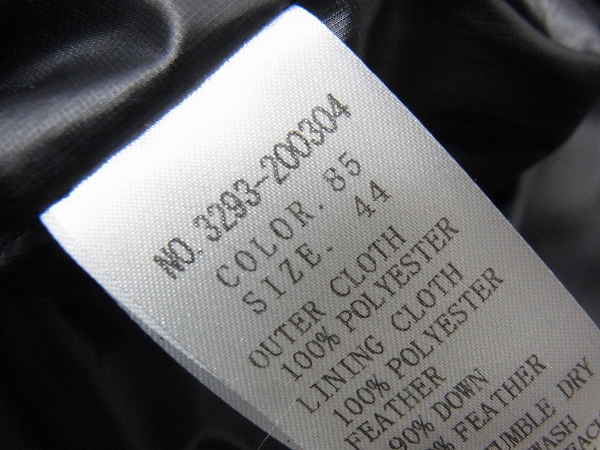 NO. 3293-200304
COLOR. 85
SIZE. 44
OUTER CLOTH
100% POLYESTER
LINING CLOTH
100% POLYESTER
FEATHER
90% DOWN
FEATHER
TUMBLE DRY
WASH